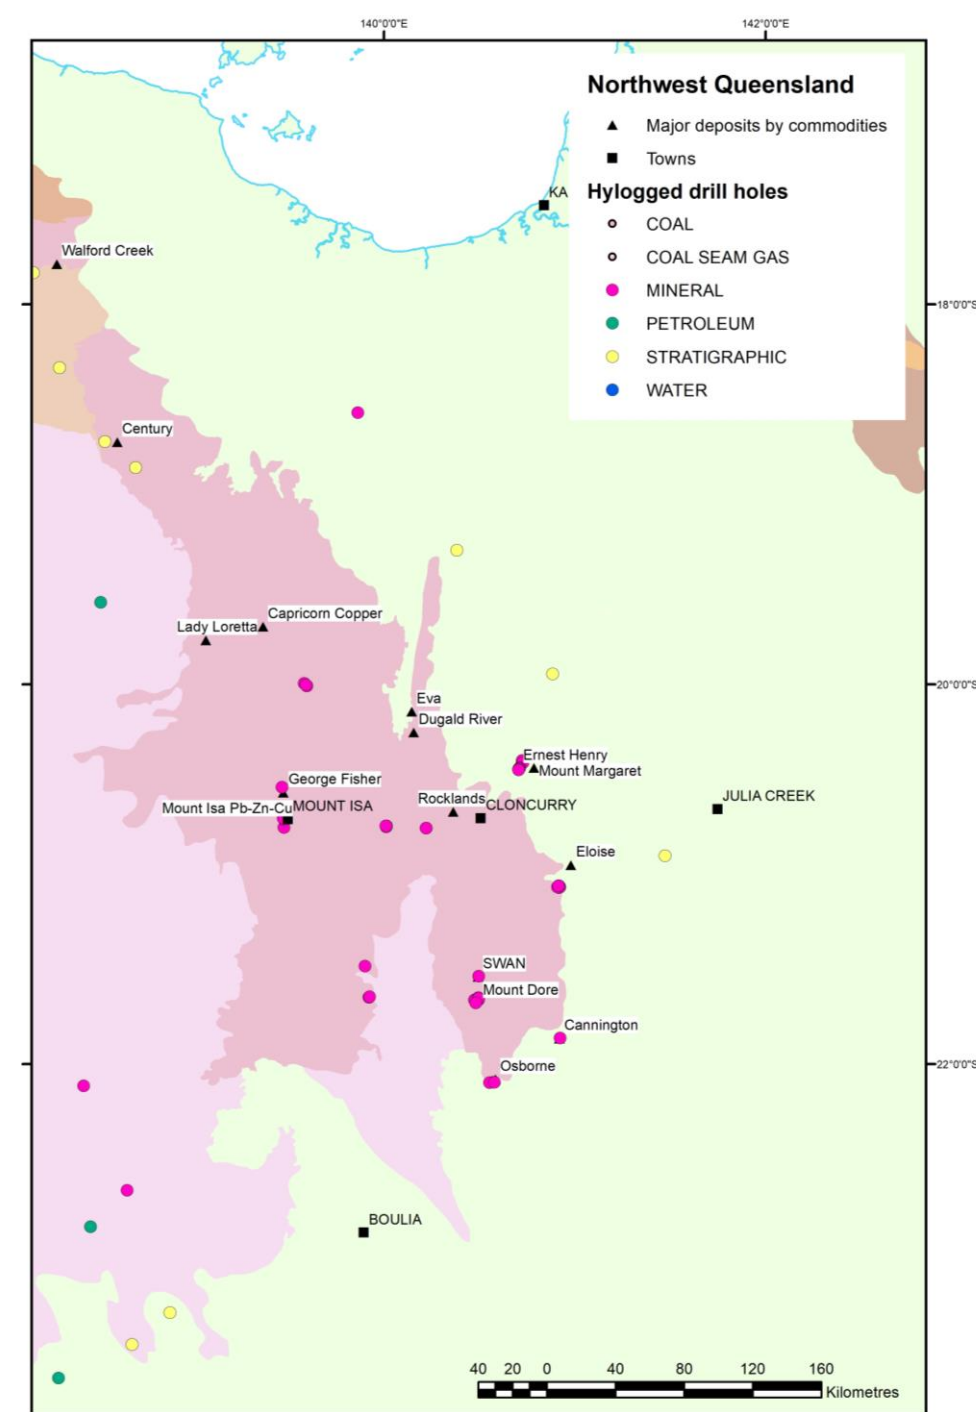 140°0'0"E
142°0'0"E
Northwest Queensland
Major deposits by commodities
Towns
Hylogged drill holes
COAL
COAL SEAM GAS
MINERAL
PETROLEUM
STRATIGRAPHIC
WATER
KA
Walford Creek
18°0'0"S
Century
Capricorn Copper
Lady Loretta
20°0'0"S
Eva
Dugald River
Ernest Henry
Mount Margaret
George Fisher
Mount Isa Pb-Zn-Cu
MOUNT ISA
Rocklands
CLONCURRY
JULIA CREEK
Eloise
SWAN
Mount Dore
Cannington
Osborne
22°0'0"S
BOULIA
40 20 0 40 80 120 160
Kilometres